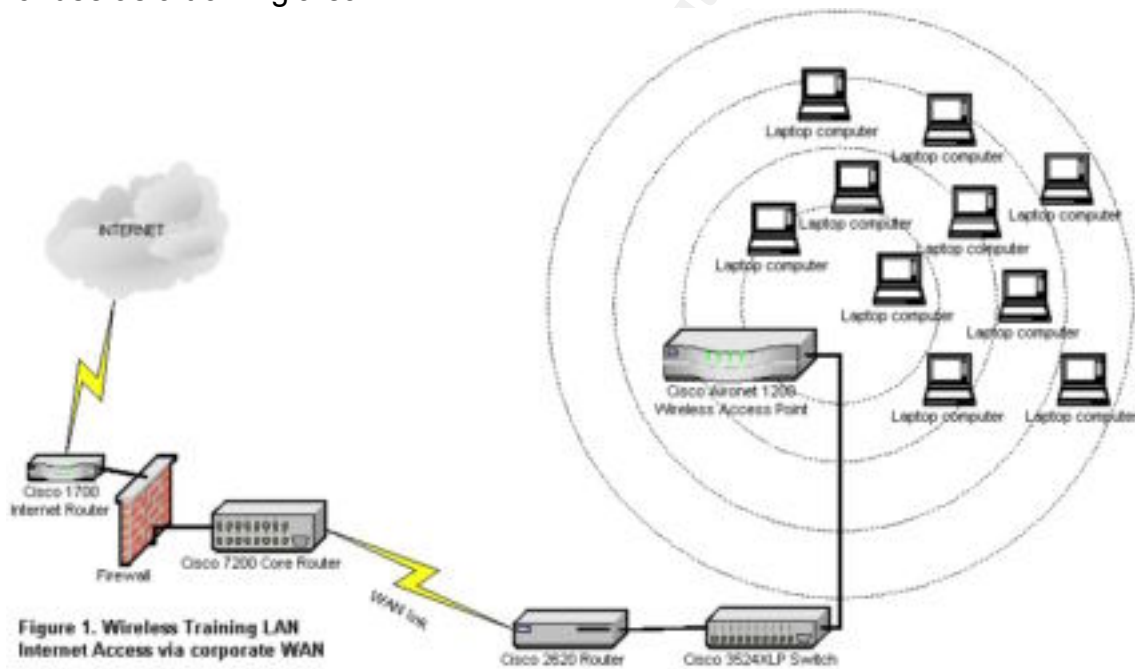 Laptop computer
Laptop computer
Laptop computer
Laptop computer
Laptop computer
Laptop computer
Laptop computer
Laptop computer
Laptop computer
Laptop computer
INTERNET
Cisco Aironet 1200
Wireless Access Point
Cisco 1700
Internet Router
Firewall
Cisco 7200 Core Router
WAN link
Cisco 2620 Router
Cisco 3524XLP Switch
Figure 1. Wireless Training LAN
Internet Access via corporate WAN